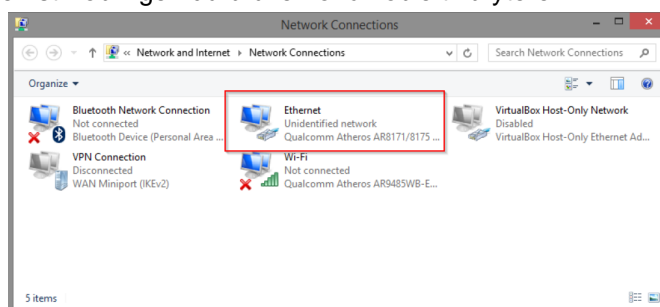 Network Connections
« Network and Internet ▸ Network Connections
Search Network Connections
Organize
Bluetooth Network Connection
Not connected
Bluetooth Device (Personal Area ...
Ethernet
Unidentified network
Qualcomm Atheros AR8171/8175 ...
VirtualBox Host-Only Network
Disabled
VirtualBox Host-Only Ethernet Ad...
VPN Connection
Disconnected
WAN Miniport (IKEv2)
Wi-Fi
Not connected
Qualcomm Atheros AR9485WB-E...
5 items